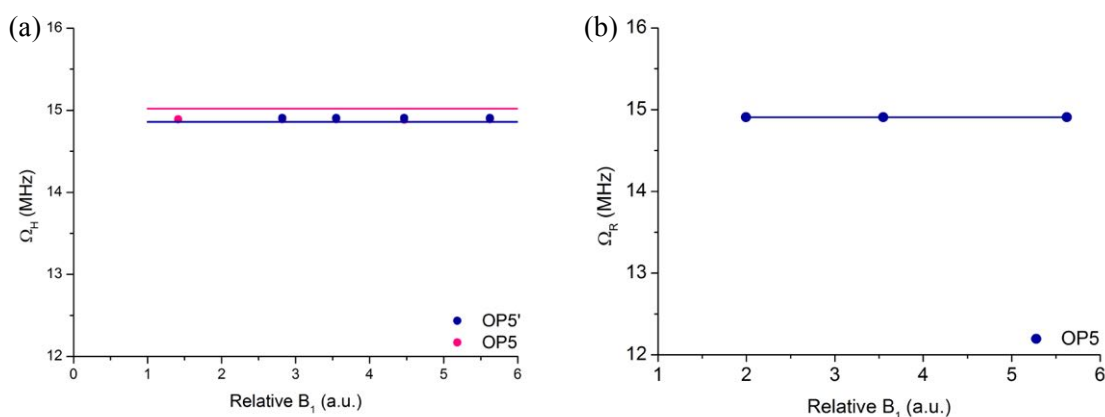 (a)
16
15
14
13
12
Ω_H (MHz)
0 1 2 3 4 5 6
Relative B_1 (a.u.)
OP5'
OP5
(b)
16
15
14
13
12
Ω_R (MHz)
1 2 3 4 5 6
Relative B_1 (a.u.)
OP5